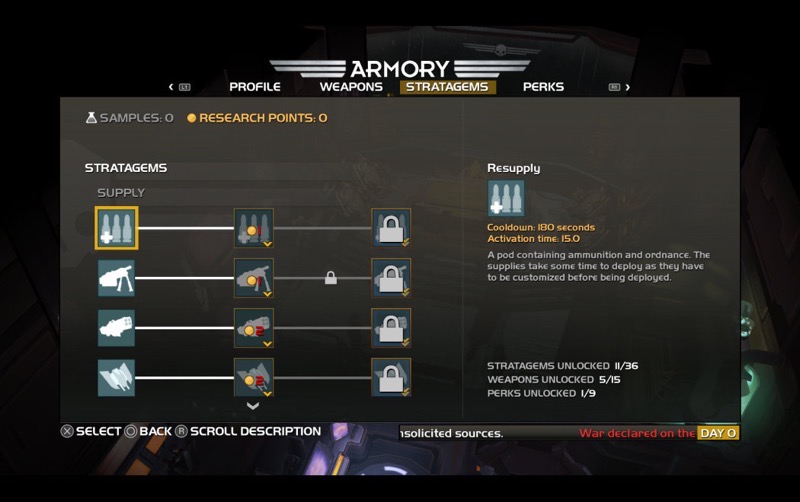 ARMORY
L1 PROFILE WEAPONS STRATAGEMS PERKS R1
SAMPLES: 0 RESEARCH POINTS: 0
STRATAGEMS
SUPPLY
Resupply
Cooldown: 180 seconds
Activation time: 15.0
A pod containing ammunition and ordnance. The
supplies take some time to deploy as they have
to be customized before being deployed.
STRATAGEMS UNLOCKED 11/36
WEAPONS UNLOCKED 5/15
PERKS UNLOCKED 1/9
SELECT BACK R SCROLL DESCRIPTION
nsolicited sources. War declared on the DAY 0